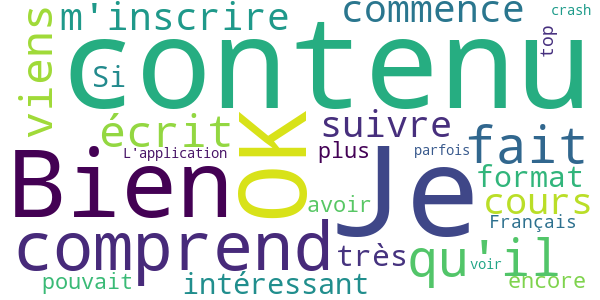 viens
m'inscrire
commence
crash
top
contenu
Si
écrit
OK
suivre
fait
Bien
L'application
plus
Je
parfois
format
avoir
cours
Français
comprend
très
qu'il
voir
pouvait
intéressant
encore